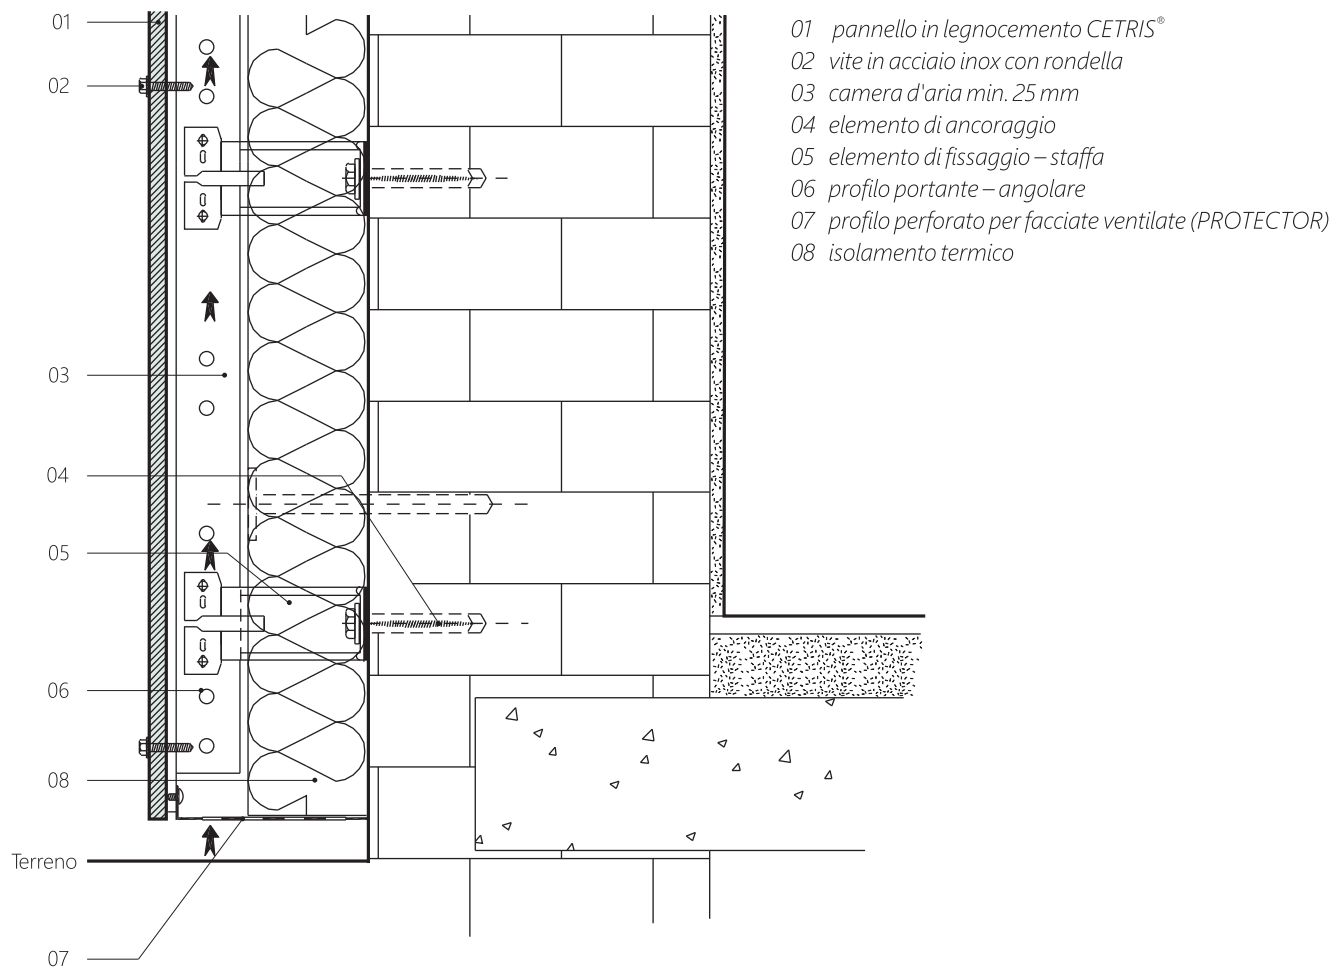 01 pannello in legnocemento CETRIS®
02 vite in acciaio inox con rondella
03 camera d'aria min. 25 mm
04 elemento di ancoraggio
05 elemento di fissaggio – staffa
06 profilo portante – angolare
07 profilo perforato per facciate ventilate (PROTECTOR)
08 isolamento termico
01
02
03
04
05
06
08
Terreno
07